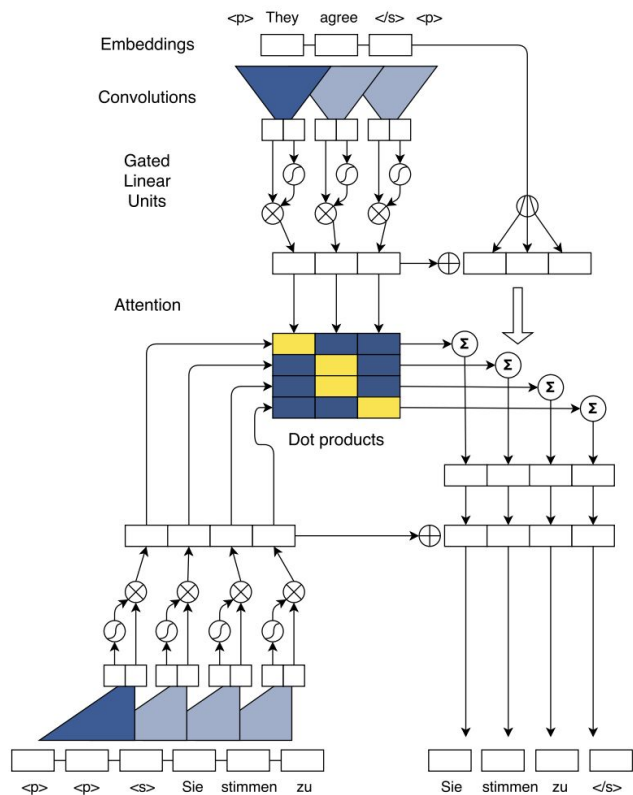 <p> They agree </s> <p>
Embeddings
Convolutions
Gated
Linear
Units
Attention
Σ
Σ
Σ
Σ
Dot products
<p> <p> <s> Sie stimmen zu
Sie stimmen zu </s>